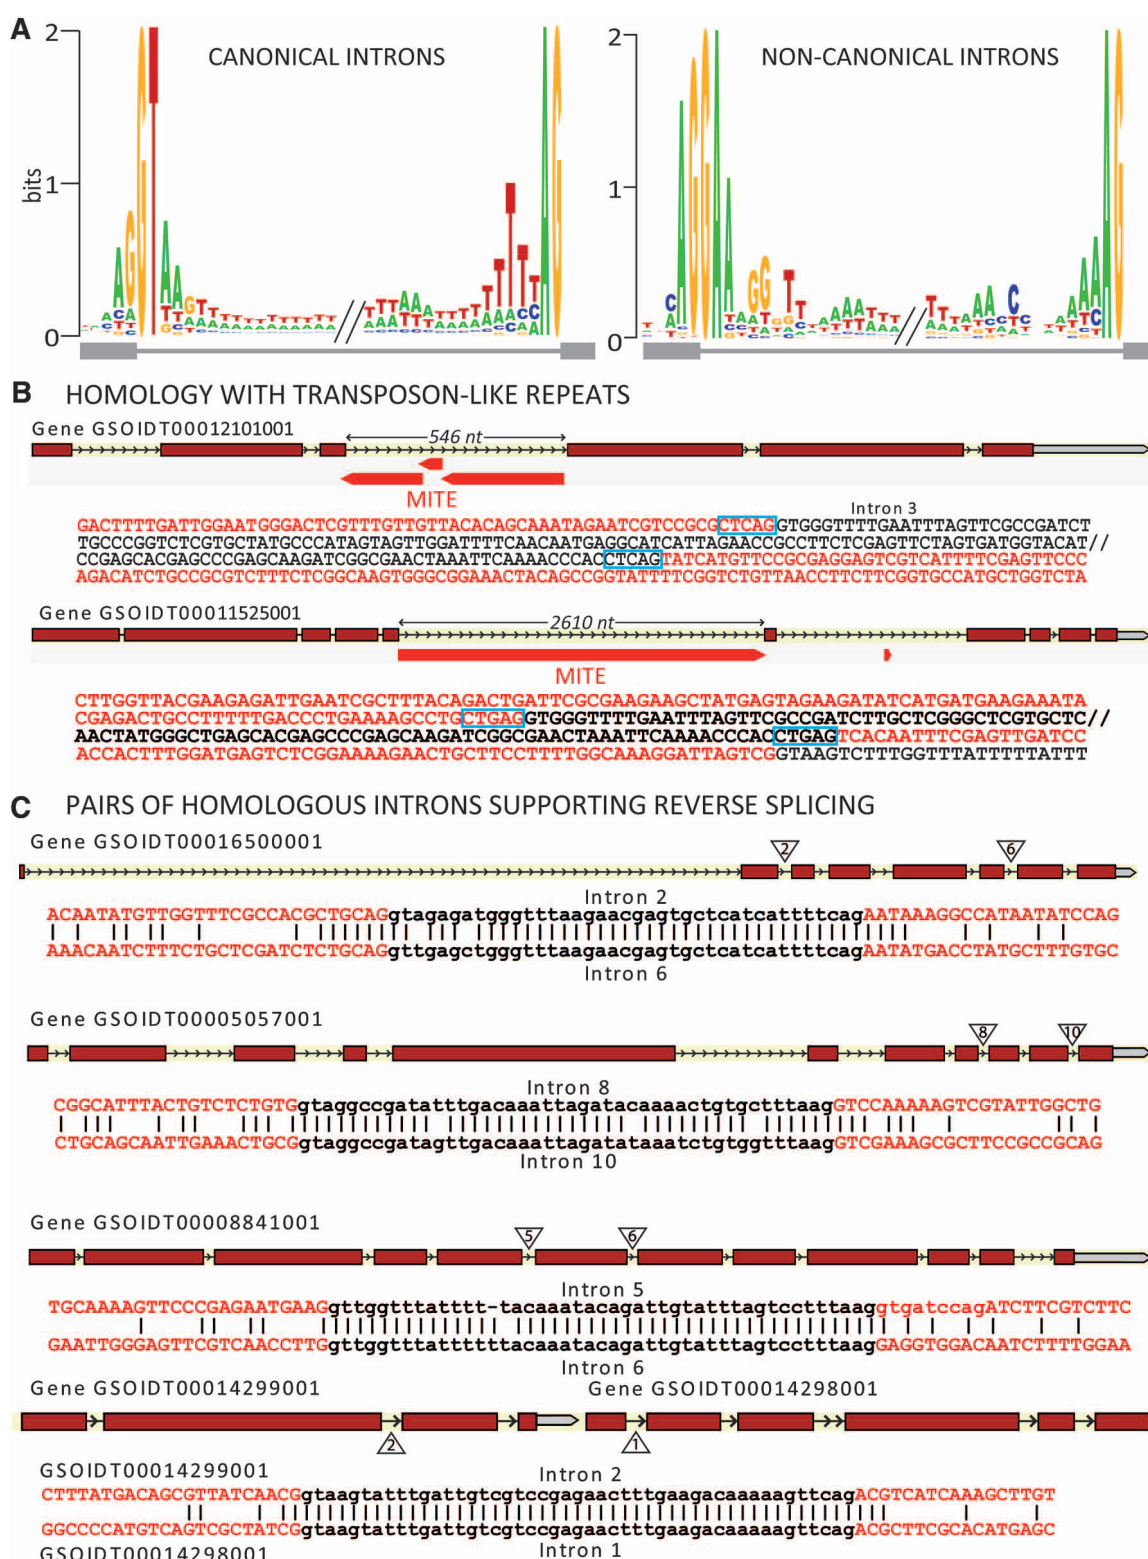 A
2
CANONICAL INTRONS
2
NON-CANONICAL INTRONS
bits
1
1
0
0
B HOMOLOGY WITH TRANSPOSON-LIKE REPEATS
Gene GSOIDT00012101001
546 nt
MITE
Intron 3
GACTTTTGATTGGAATGGGACTCGTTTGTTGTTACACAGCAAATAGAATCGTCCGCGCTCAGGTGGGTTTTGAATTTAGTTCGCCGATCT
TGCCCGGTCTCGTGCTATGCCCATAGTAGTTGGATTTTCAACAATGAGGCATCATTAGAACCGCCTTCTCGAGTTCTAGTGATGGTACAT//
CCGAGCACGAGCCCGAGCAAGATCGGCGAACTAAATTCAAAACCCACCTCAGTATCATGTTCCGCGAGGAGTCGTCATTTTCGAGTTCCC
AGACATCTGCCGCGTCTTTCTCGGCAAGTGGGCGGAAACTACAGCCGGTATTTTCGGTCTGTTAACCTTCTTCGGTGCCATGCTGGTCTA
Gene GSOIDT00011525001
2610 nt
MITE
CTTGGTTACGAAGAGATTGAATCGCTTTACAGACTGATTCGCGAAGAAGCTATGAGTAGAAGATATCATGATGAAGAAATA
CGAGACTGCCTTTTTGACCCTGAAAAGCCTGCTGAGGTGGGTTTTGAATTTAGTTCGCCGATCTTGCTCGGGCTCGTGCTC//
AACTATGGGCTGAGCACGAGCCCGAGCAAGATCGGCGAACTAAATTCAAAACCCACCTGAGTCACAATTTCGAGTTGATCC
ACCACTTTGGATGAGTCTCGGAAAAGAACTGCTTCCTTTTGGCAAAGGATTAGTCGGTAAGTCTTTGGTTTATTTTTATTT
C PAIRS OF HOMOLOGOUS INTRONS SUPPORTING REVERSE SPLICING
Gene GSOIDT00016500001
2
6
Intron 2
ACAATATGTTGGTTTCGCCACGCTGCAGgtagagatgggtttaagaacgagtgctcatcattttcagAATAAAGGCCATAATATCCAG
AAACAATCTTTCTGCTCGATCTCTGCAGgttgagctgggtttaagaacgagtgctcatcattttcagAATATGACCTATGCTTTGTGC
Intron 6
Gene GSOIDT00005057001
8
10
Intron 8
CGGCATTTACTGTCTCTGTGgtaggccgatatttgacaaattagatacaaaactgtgctttaagGTCCAAAAAGTCGTATTGGCTG
CTGCAGCAATTGAAACTGCGgtaggccgatagttgacaaattagatataaatctgtggtttaagGTCGAAAGCGCTTCCGCCGCAG
Intron 10
Gene GSOIDT00008841001
5
6
Intron 5
TGCAAAAGTTCCCGAGAATGAAGgttggtttatttt-tacaaatacagattgtatttagtcctttaaggtgatccagATCTTCGTCTTC
GAATTGGGAGTTCGTCAACCTTGgttggtttattttttacaaatacagattgtatttagtcctttaagGAGGTGGACAATCTTTTGGAA
Intron 6
Gene GSOIDT00014299001
Gene GSOIDT00014298001
2
1
GSOIDT00014299001
Intron 2
CTTTATGACAGCGTTATCAACGgtaagtatttgattgtcgtccgagaactttgaagacaaaaagttcagACGTCATCAAAGCTTGT
GGCCCCATGTCAGTCGCTATCGgtaagtatttgattgtcgtccgagaactttgaagacaaaaagttcagACGCTTCGCACATGAGC
GSOIDT00014298001
Intron 1